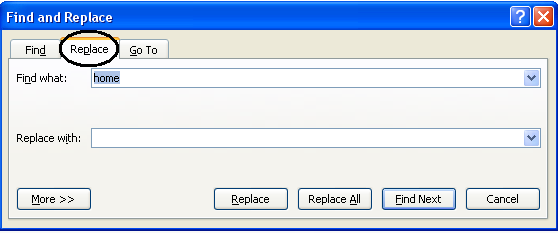 Find and Replace
Find Replace Go To
Find what: home
Replace with:
More >> Replace Replace All Find Next Cancel